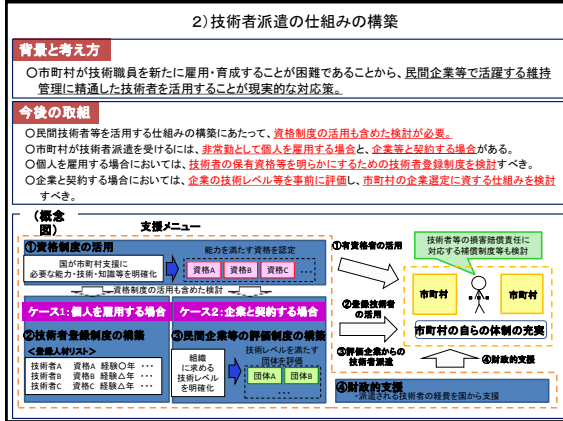 2)技術者派遣の仕組みの構築
背景と考え方
○市町村が技術職員を新たに雇用・育成することが困難であることから、民間企業等で活躍する維持
管理に精通した技術者を活用することが現実的な対応策。
今後の取組
○民間技術者等を活用する仕組みの構築にあたって、資格制度の活用も含めた検討が必要。
○市町村が技術者派遣を受けるには、非常勤として個人を雇用する場合と、企業等と契約する場合がある。
○個人を雇用する場合においては、技術者の保有資格等を明らかにするための技術者登録制度を検討すべき。
○企業と契約する場合においては、企業の技術レベル等を事前に評価し、市町村の企業選定に資する仕組みを検討
すべき。
(概念
図)
支援メニュー
①資格制度の活用
国が市町村支援に
必要な能力・技術・知識等を明確化
能力を満たす資格を認定
資格A 資格B 資格C ・・・
資格制度の活用も含めた検討
ケース1:個人を雇用する場合
②技術者登録制度の構築
<登録人材リスト>
技術者A 資格A 経験○年 ・・・
技術者B 資格B 経験△年 ・・・
技術者C 資格C 経験△年 ・・・
ケース2:企業と契約する場合
③民間企業等の評価制度の構築
組織
に求める
技術レベル
を明確化
技術レベルを満たす
団体を評価
団体A 団体B
・・・
①有資格者の活用
②登録技術者
の活用
③評価企業からの
技術者派遣
技術者等の損害賠償責任に
対応する補償制度等も検討
市町村
市町村
市町村の自らの体制の充実
④財政的支援
④財政的支援
・派遣される技術者の経費を国から支援